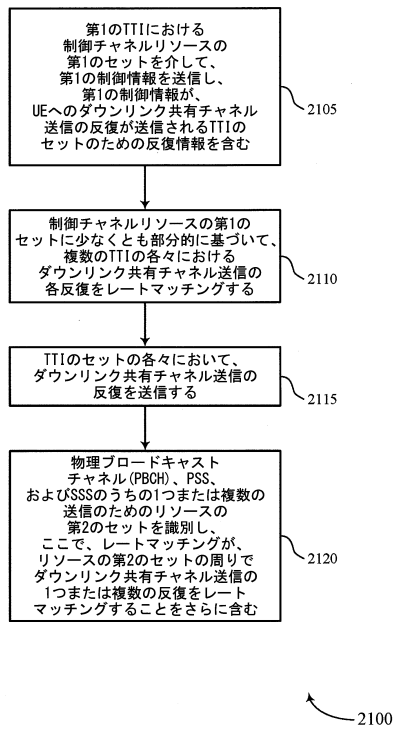 第1のTTIにおける
制御チャネルリソースの
第1のセットを介して、
第1の制御情報を送信し、
第1の制御情報が、
UEへのダウンリンク共有チャネル
送信の反復が送信されるTTIの
セットのための反復情報を含む
2105
制御チャネルリソースの第1の
セットに少なくとも部分的に基づいて、
複数のTTIの各々における
ダウンリンク共有チャネル送信の
各反復をレートマッチングする
2110
TTIのセットの各々において、
ダウンリンク共有チャネル送信の
反復を送信する
2115
物理ブロードキャスト
チャネル(PBCH)、PSS、
およびSSSのうちの1つまたは複数の
送信のためのリソースの
第2のセットを識別し、
ここで、レートマッチングが、
リソースの第2のセットの周りで
ダウンリンク共有チャネル送信の
1つまたは複数の反復をレート
マッチングすることをさらに含む
2120
2100